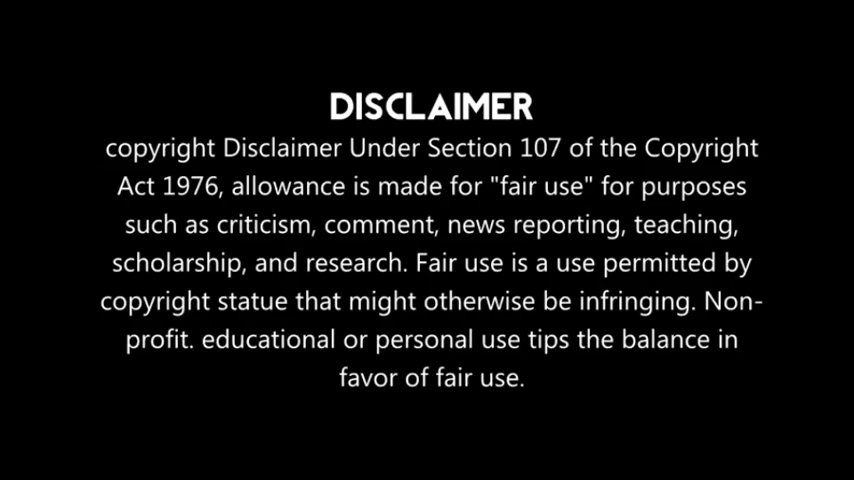 DISCLAIMER
copyright Disclaimer Under Section 107 of the Copyright
Act 1976, allowance is made for "fair use" for purposes
such as criticism, comment, news reporting, teaching,
scholarship, and research. Fair use is a use permitted by
copyright statue that might otherwise be infringing. Non-
profit. educational or personal use tips the balance in
favor of fair use.